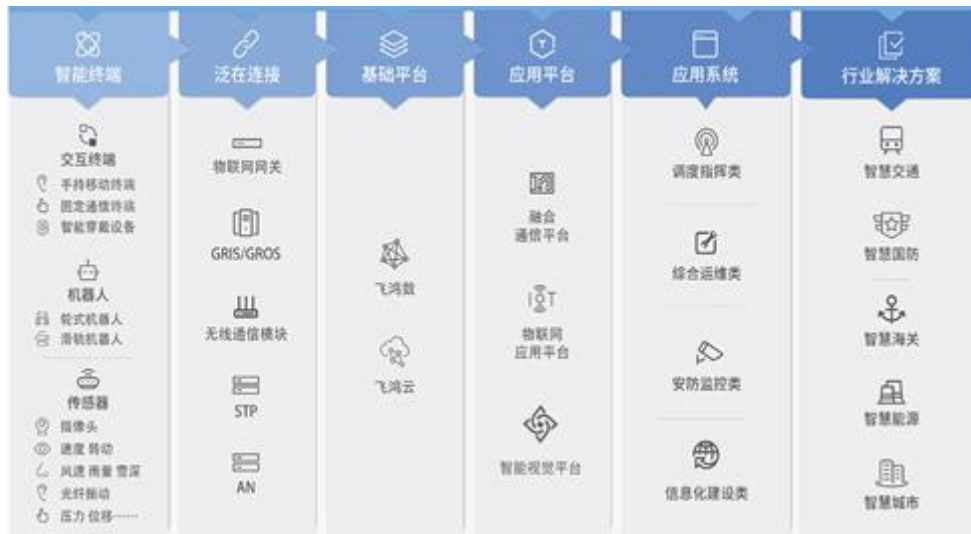 智能终端
交互终端
手持移动终端
固定通信终端
智能穿戴设备
机器人
轮式机器人
滑轨机器人
传感器
摄像头
速度 转动
风速 雨量 雪深
光纤振动
压力 位移……
泛在连接
物联网网关
GRIS/GROS
无线通信模块
STP
AN
基础平台
飞鸿数
飞鸿云
应用平台
融合
通信平台
IOT
物联网
应用平台
智能视觉平台
应用系统
调度指挥类
综合运维类
安防监控类
信息化建设类
行业解决方案
智慧交通
智慧国防
智慧海关
智慧能源
智慧城市